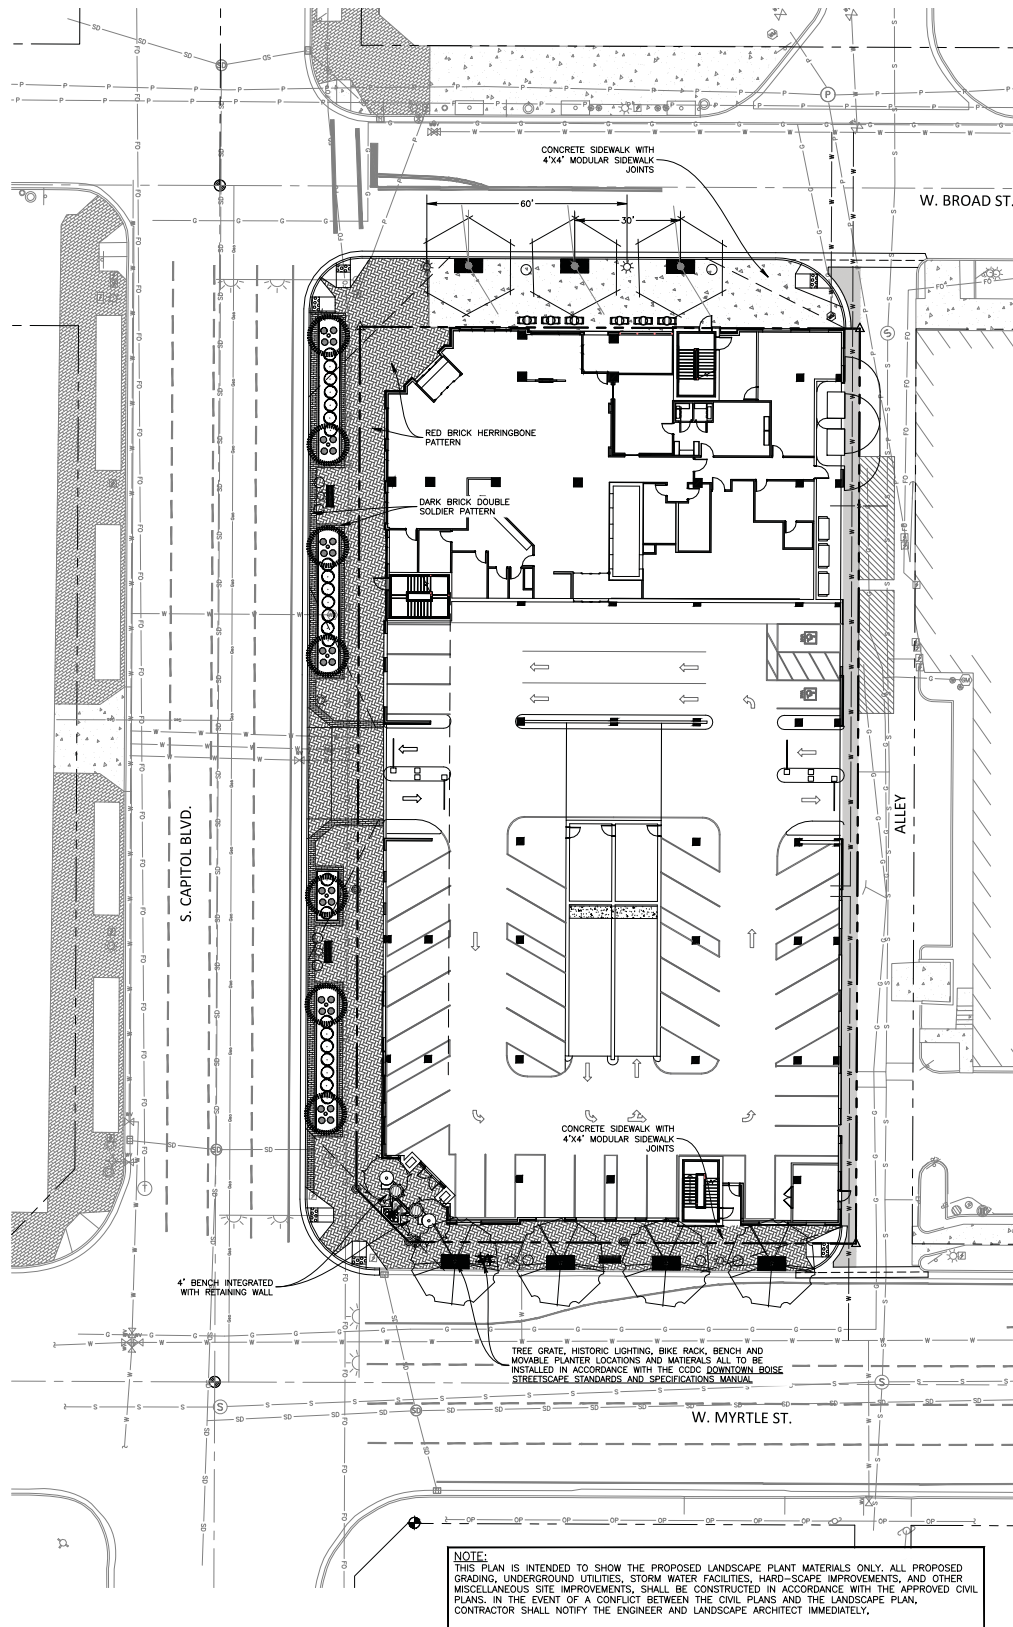 CONCRETE SIDEWALK WITH
4'X4' MODULAR SIDEWALK
JOINTS
W. BROAD ST.
60'
30'
RED BRICK HERRINGBONE
PATTERN
DARK BRICK DOUBLE
SOLDIER PATTERN
S. CAPITOL BLVD.
ALLEY
CONCRETE SIDEWALK WITH
4'X4' MODULAR SIDEWALK
JOINTS
4' BENCH INTEGRATED
WITH RETAINING WALL
TREE GRATE, HISTORIC LIGHTING, BIKE RACK, BENCH AND
MOVABLE PLANTER LOCATIONS AND MATIERALS ALL TO BE
INSTALLED IN ACCORDANCE WITH THE CCDC DOWNTOWN BOISE
STREETSCAPE STANDARDS AND SPECIFICATIONS MANUAL
W. MYRTLE ST.
NOTE:
THIS PLAN IS INTENDED TO SHOW THE PROPOSED LANDSCAPE PLANT MATERIALS ONLY. ALL PROPOSED
GRADING, UNDERGROUND UTILITIES, STORM WATER FACILITIES, HARD-SCAPE IMPROVEMENTS, AND OTHER
MISCELLANEOUS SITE IMPROVEMENTS, SHALL BE CONSTRUCTED IN ACCORDANCE WITH THE APPROVED CIVIL
PLANS. IN THE EVENT OF A CONFLICT BETWEEN THE CIVIL PLANS AND THE LANDSCAPE PLAN,
CONTRACTOR SHALL NOTIFY THE ENGINEER AND LANDSCAPE ARCHITECT IMMEDIATELY.